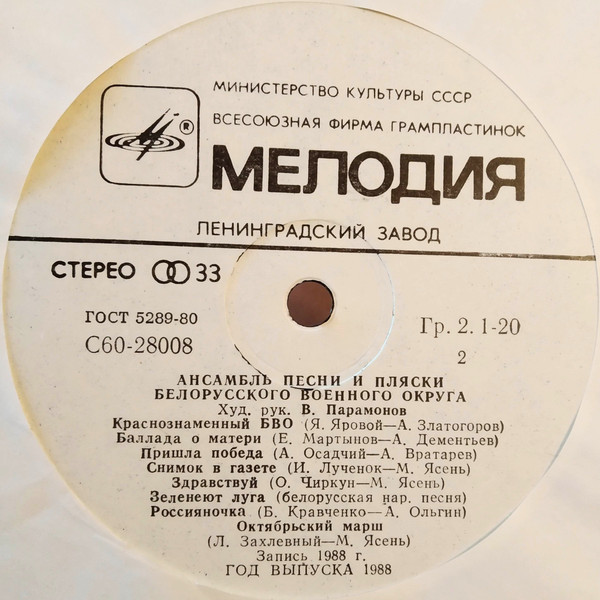 МИНИСТЕРСТВО КУЛЬТУРЫ СССР
ВСЕСОЮЗНАЯ ФИРМА ГРАМПЛАСТИНОК
®
МЕЛОДИЯ
ЛЕНИНГРАДСКИЙ ЗАВОД
СТЕРЕО 33
ГОСТ 5289-80
Гр. 2. 1-20
С60-28008
2
АНСАМБЛЬ ПЕСНИ И ПЛЯСКИ
БЕЛОРУССКОГО ВОЕННОГО ОКРУГА
Худ. рук. В. Парамонов
Краснознаменный БВО (Я. Яровой—А. Златогоров)
Баллада о матери (Е. Мартынов—А. Дементьев)
Пришла победа (А. Осадчий—А. Вратарев)
Снимок в газете (И. Лученок—М. Ясень)
Здравствуй (О. Чиркун—М. Ясень)
Зеленеют луга (белорусская нар. песня)
Россияночка (Б. Кравченко—А. Ольгин)
Октябрьский марш
(Л. Захлевный—М. Ясень)
Запись 1988 г.
ГОД ВЫПУСКА 1988